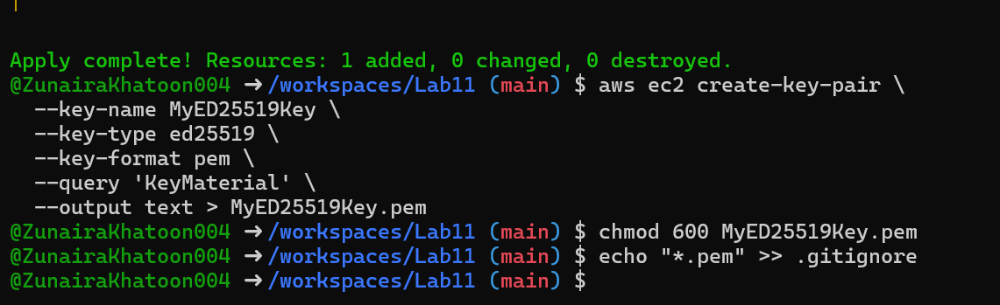 Apply complete! Resources: 1 added, 0 changed, 0 destroyed.
@ZunairaKhatoon004 ➜ /workspaces/Lab11 (main) $ aws ec2 create-key-pair \
  --key-name MyED25519Key \
  --key-type ed25519 \
  --key-format pem \
  --query 'KeyMaterial' \
  --output text > MyED25519Key.pem
@ZunairaKhatoon004 ➜ /workspaces/Lab11 (main) $ chmod 600 MyED25519Key.pem
@ZunairaKhatoon004 ➜ /workspaces/Lab11 (main) $ echo "*.pem" >> .gitignore
@ZunairaKhatoon004 ➜ /workspaces/Lab11 (main) $